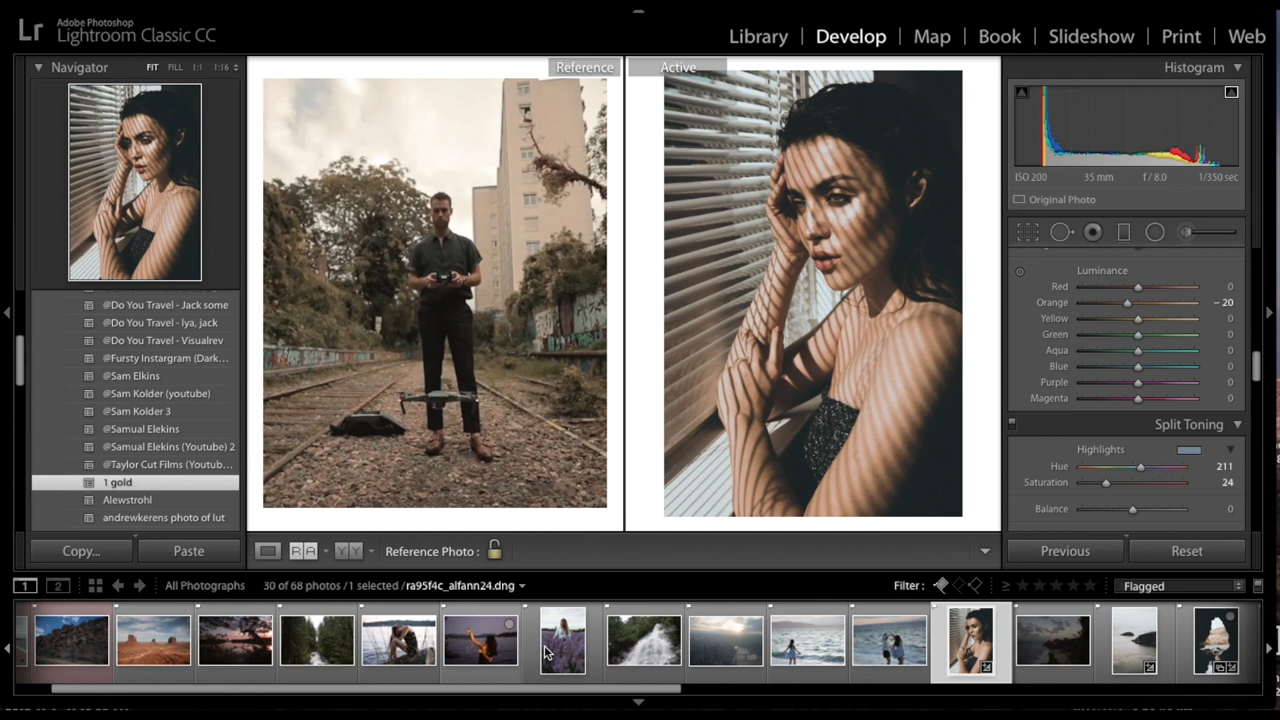 Lr
Adobe Photoshop
Lightroom Classic CC
Library | Develop | Map | Book | Slideshow | Print | Web
Navigator FIT FILL 1:1 1:16
Reference
Active
Histogram
ISO 200 35 mm f / 8.0 1/350 sec
Original Photo
Luminance
Red 0
Orange – 20
Yellow 0
Green 0
Aqua 0
Blue 0
Purple 0
Magenta 0
Split Toning
Highlights
Hue 211
Saturation 24
Balance 0
Previous Reset
@Do You Travel - Jack some
@Do You Travel - Iya, jack
@Do You Travel - Visualrev
@Fursty Instargram (Dark…
@Sam Elkins
@Sam Kolder (youtube)
@Sam Kolder 3
@Samual Elekins
@Samual Elekins (Youtube) 2
@Taylor Cut Films (Youtub…
1 gold
Alewstrohl
andrewkerens photo of lut
Copy... Paste
R A Y Y Reference Photo :
1 2 All Photographs 30 of 68 photos /1 selected /ra95f4c_alfann24.dng Filter : ≥ Flagged